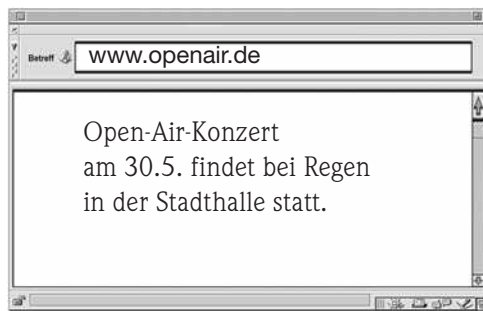 Betreff www.openair.de
Open-Air-Konzert
am 30.5. findet bei Regen
in der Stadthalle statt.